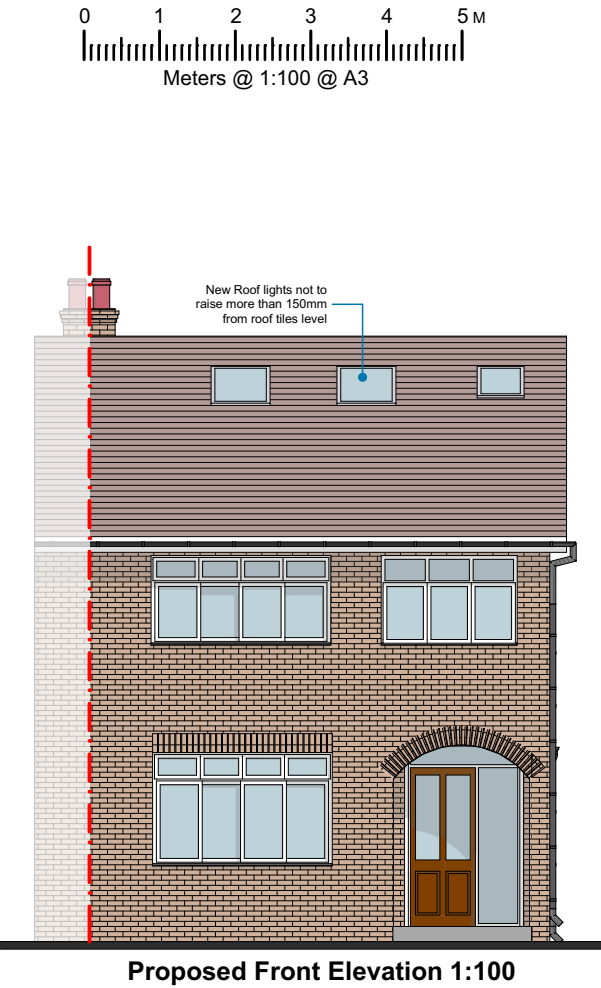 0 1 2 3 4 5 M
Meters @ 1:100 @ A3
New Roof lights not to
raise more than 150mm
from roof tiles level
Proposed Front Elevation 1:100